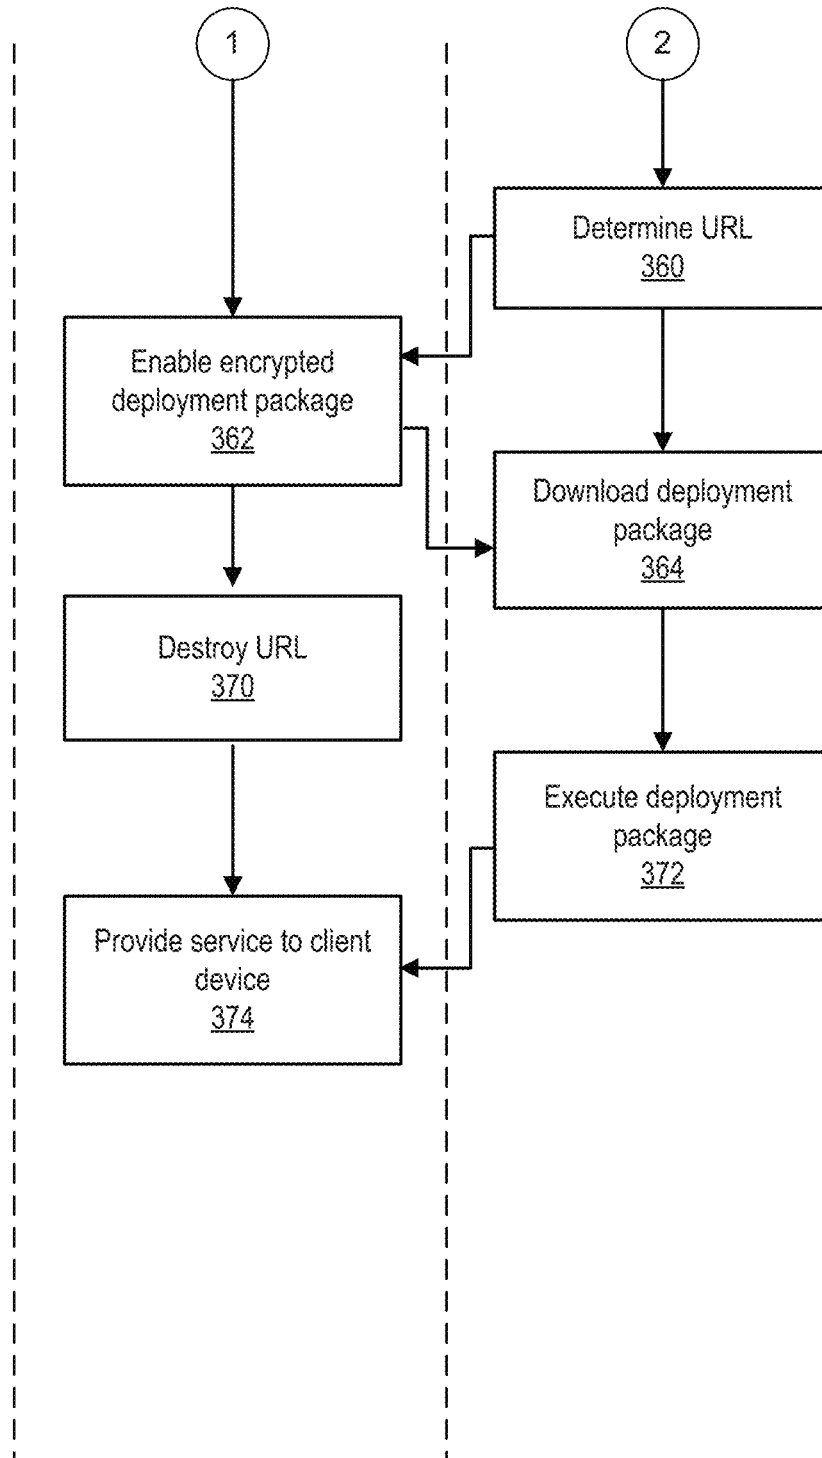 1
2
Determine URL
360
Enable encrypted
deployment package
362
Download deployment
package
364
Destroy URL
370
Execute deployment
package
372
Provide service to client
device
374